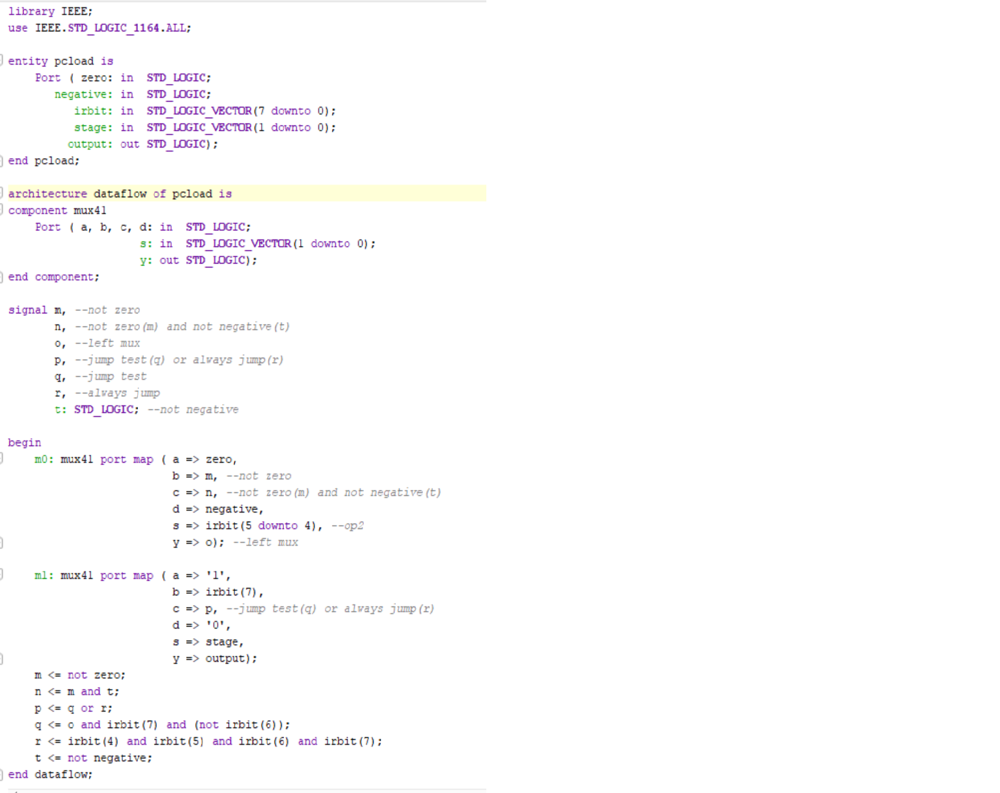 library IEEE;
use IEEE.STD_LOGIC_1164.ALL;
entity pcload is
Port ( zero: in STD_LOGIC;
negative: in STD_LOGIC;
irbit: in STD_LOGIC_VECTOR(7 downto 0);
stage: in STD_LOGIC_VECTOR(1 downto 0);
output: out STD_LOGIC);
end pcload;
architecture dataflow of pcload is
component mux41
Port ( a, b, c, d: in STD_LOGIC;
s: in STD_LOGIC_VECTOR(1 downto 0);
y: out STD_LOGIC);
end component;
signal m, --not zero
n, --not zero(m) and not negative(t)
o, --left mux
p, --jump test(q) or always jump(r)
q, --jump test
r, --always jump
t: STD_LOGIC; --not negative
begin
m0: mux41 port map ( a => zero,
b => m, --not zero
c => n, --not zero(m) and not negative(t)
d => negative,
s => irbit(5 downto 4), --op2
y => o); --left mux
m1: mux41 port map ( a => '1',
b => irbit(7),
c => p, --jump test(q) or always jump(r)
d => '0',
s => stage,
y => output);
m <= not zero;
n <= m and t;
p <= q or r;
q <= o and irbit(7) and (not irbit(6));
r <= irbit(4) and irbit(5) and irbit(6) and irbit(7);
t <= not negative;
end dataflow;